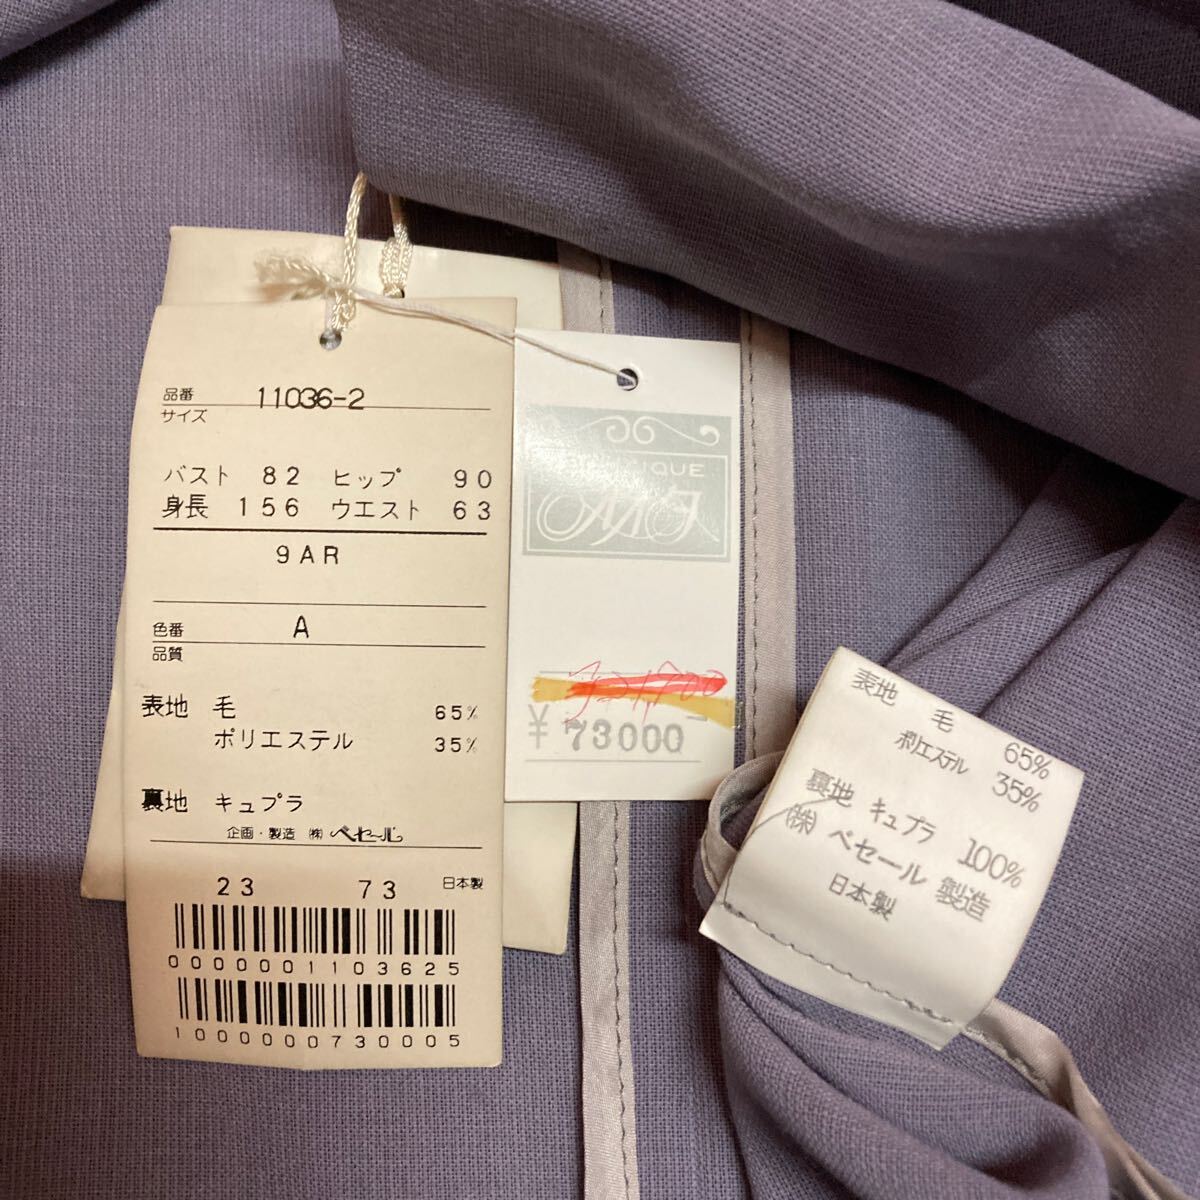 品番 11036-2
サイズ
バスト 82 ヒップ 90
身長 156 ウエスト 63
9AR
色番 A
品質
表地 毛 65%
ポリエステル 35%
裏地 キュプラ
企画・製造 ㈱ ベセール
23 73 日本製
0000001103625
1000000730005
¥ 73000
表地 毛 65%
ポリエステル 35%
裏地 キュプラ 100%
㈱ ベセール 製造
日本製